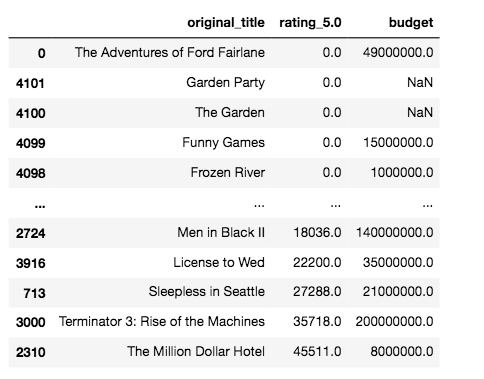 original_title rating_5.0 budget
0 The Adventures of Ford Fairlane 0.0 49000000.0
4101 Garden Party 0.0 NaN
4100 The Garden 0.0 NaN
4099 Funny Games 0.0 15000000.0
4098 Frozen River 0.0 1000000.0
... ... ... ...
2724 Men in Black II 18036.0 140000000.0
3916 License to Wed 22200.0 35000000.0
713 Sleepless in Seattle 27288.0 21000000.0
3000 Terminator 3: Rise of the Machines 35718.0 200000000.0
2310 The Million Dollar Hotel 45511.0 8000000.0